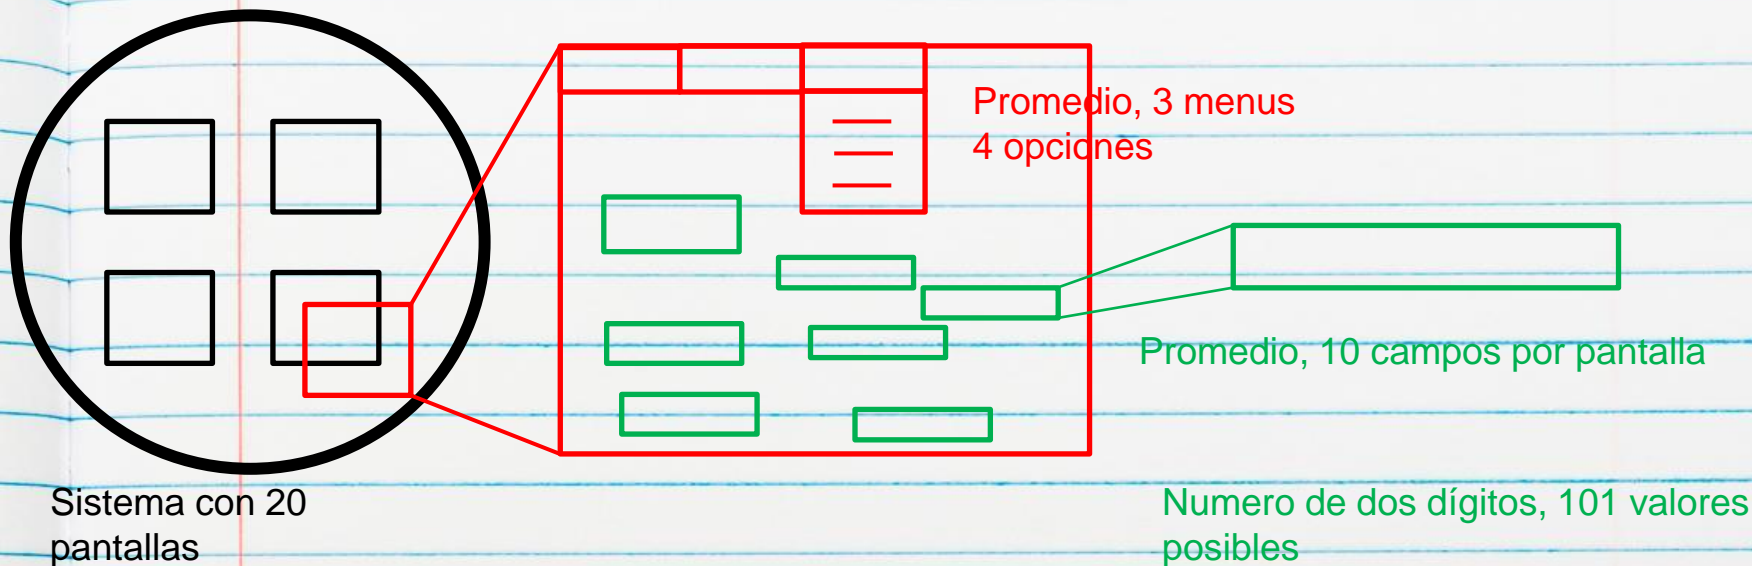 Promedio, 3 menus
4 opciones
Promedio, 10 campos por pantalla
Sistema con 20
pantallas
Numero de dos dígitos, 101 valores
posibles